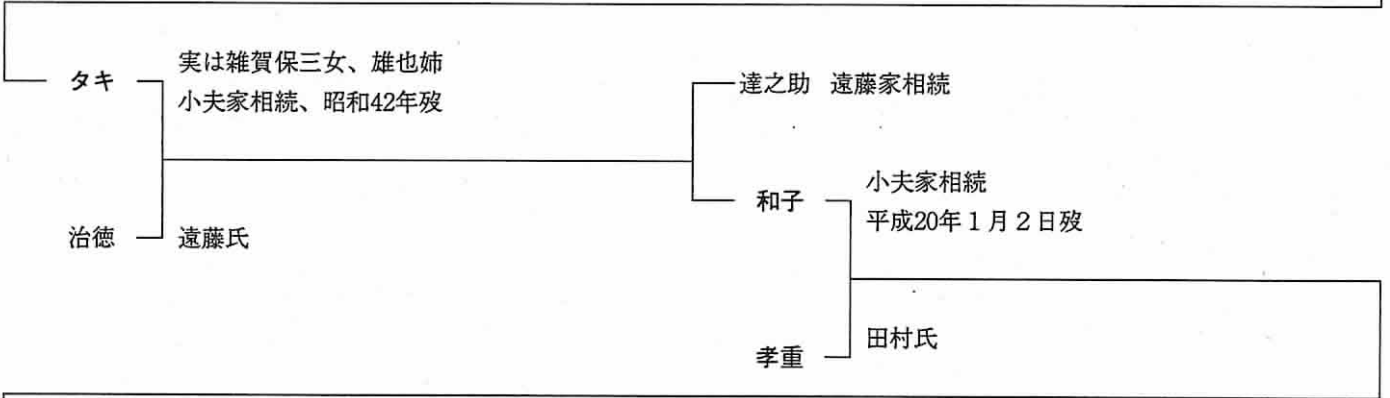 タキ
実は雑賀保三女、雄也姉
小夫家相続、昭和42年歿
治徳
遠藤氏
達之助 遠藤家相続
和子
小夫家相続
平成20年1月2日歿
孝重
田村氏